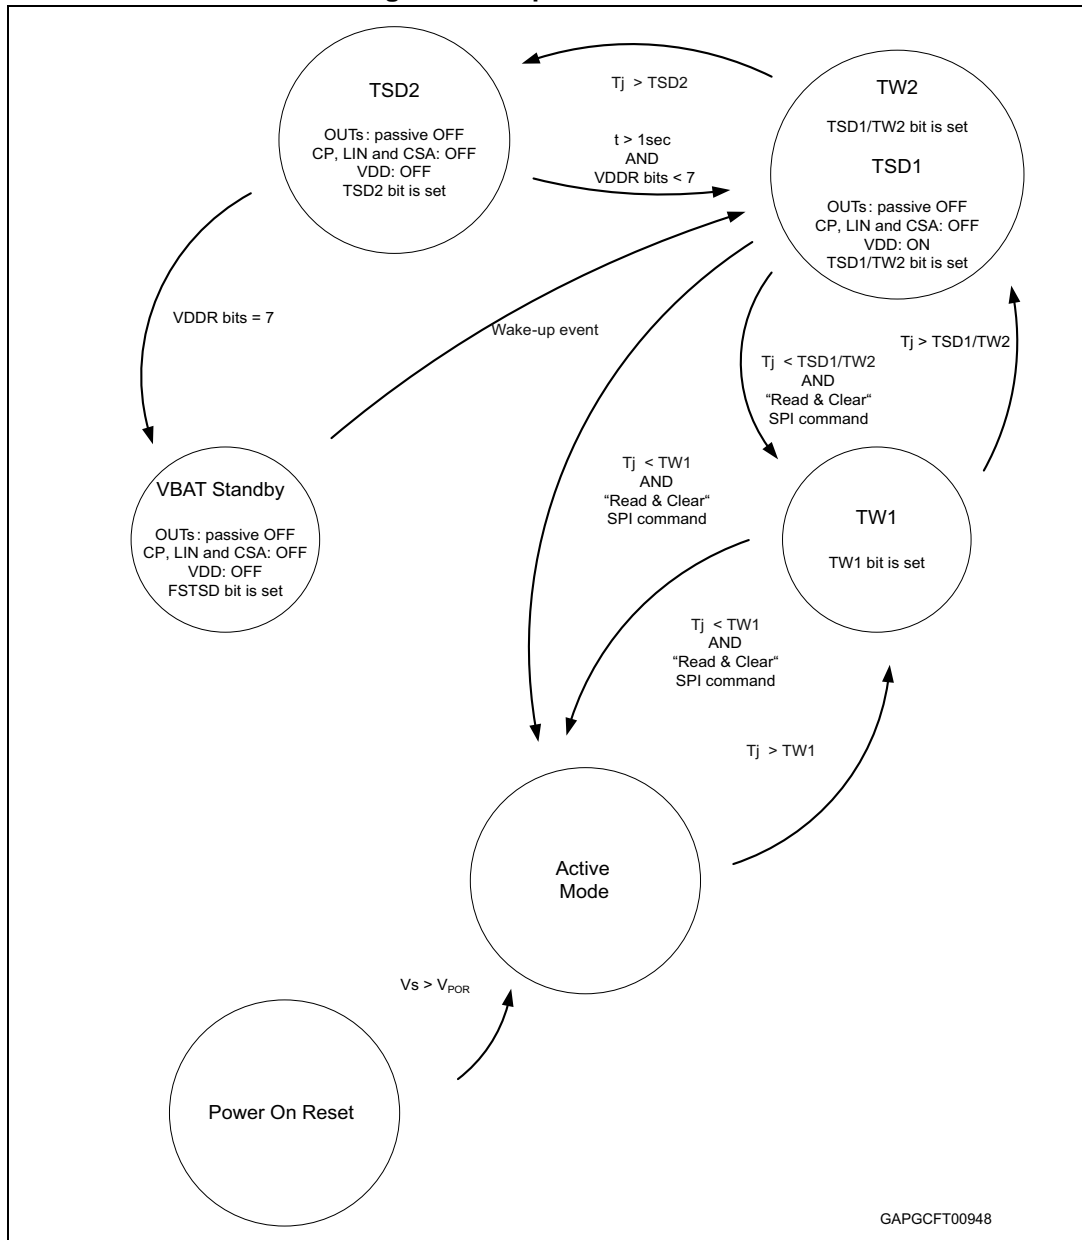 TSD2
OUTs: passive OFF
CP, LIN and CSA: OFF
VDD: OFF
TSD2 bit is set
Tj > TSD2
t > 1sec
AND
VDDR bits < 7
TW2
TSD1/TW2 bit is set
TSD1
OUTs: passive OFF
CP, LIN and CSA: OFF
VDD: ON
TSD1/TW2 bit is set
VDDR bits = 7
Wake-up event
Tj > TSD1/TW2
Tj < TSD1/TW2
AND
“Read & Clear“
SPI command
VBAT Standby
OUTs: passive OFF
CP, LIN and CSA: OFF
VDD: OFF
FSTSD bit is set
Tj < TW1
AND
“Read & Clear“
SPI command
TW1
TW1 bit is set
Tj < TW1
AND
“Read & Clear“
SPI command
Tj > TW1
Active
Mode
Vs > VPOR
Power On Reset
GAPGCFT00948